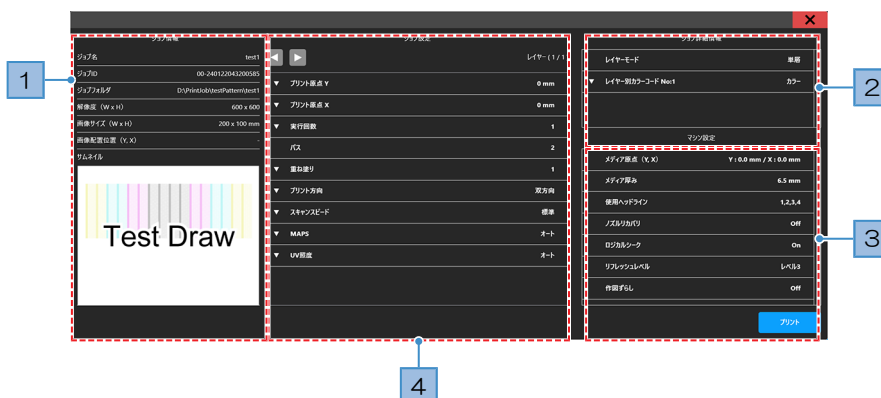 ジョブ情報
ジョブ名 test1
ジョブID 00-240122043200585
ジョブフォルダ D:\PrintJob\testPattern\test1
解像度 (W x H) 600 x 600
画像サイズ (W x H) 200 x 100 mm
画像配置位置 (Y, X) -
サムネイル
Test Draw
1
ジョブ設定
◀ ▶ レイヤー ( 1 / 1
▼ プリント原点 Y 0 mm
▼ プリント原点 X 0 mm
▼ 実行回数 1
パス 2
▼ 重ね塗り 1
▼ プリント方向 双方向
▼ スキャンスピード 標準
▼ MAPS オート
▼ UV照度 オート
4
ジョブ詳細情報
レイヤーモード 単層
▼ レイヤー別カラーコード No:1 カラー
2
マシン設定
メディア原点 (Y, X) Y : 0.0 mm / X : 0.0 mm
メディア厚み 6.5 mm
使用ヘッドライン 1,2,3,4
ノズルリカバリ Off
ロジカルシーク On
リフレッシュレベル レベル3
作図ずらし Off
プリント
3